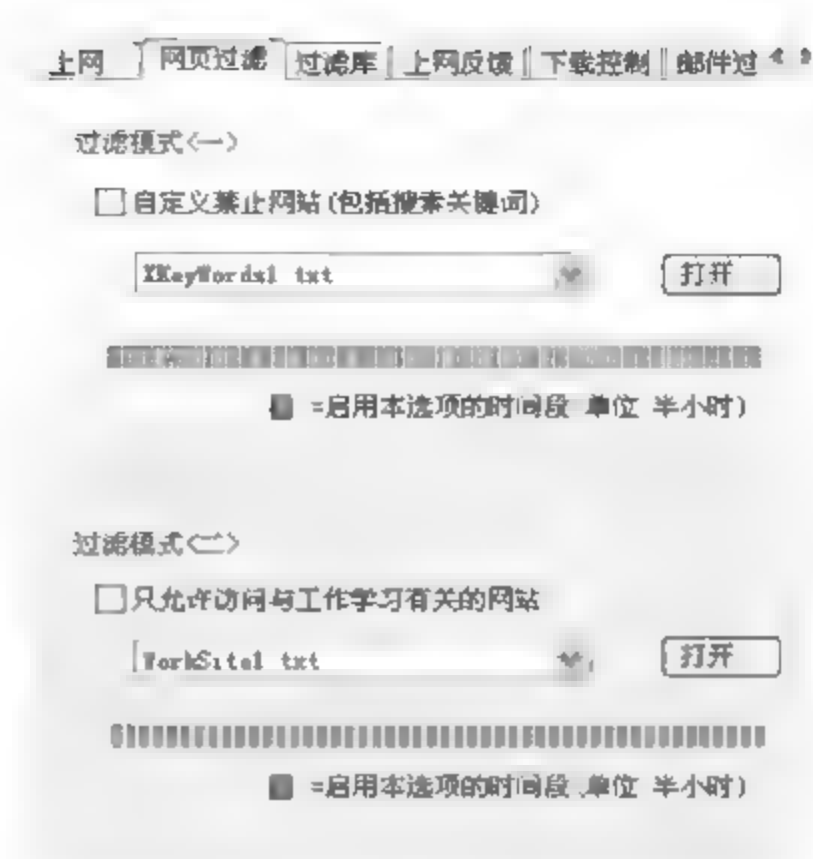 上网 网页过滤 过滤库 上网反馈 下载控制 邮件过
过滤模式<一>
自定义禁止网站(包括搜索关键词)
XKeyWords1 txt 打开
=启用本选项的时间段 单位 半小时)
过滤模式<二>
只允许访问与工作学习有关的网站
WorkSite1 txt 打开
=启用本选项的时间段 单位 半小时)